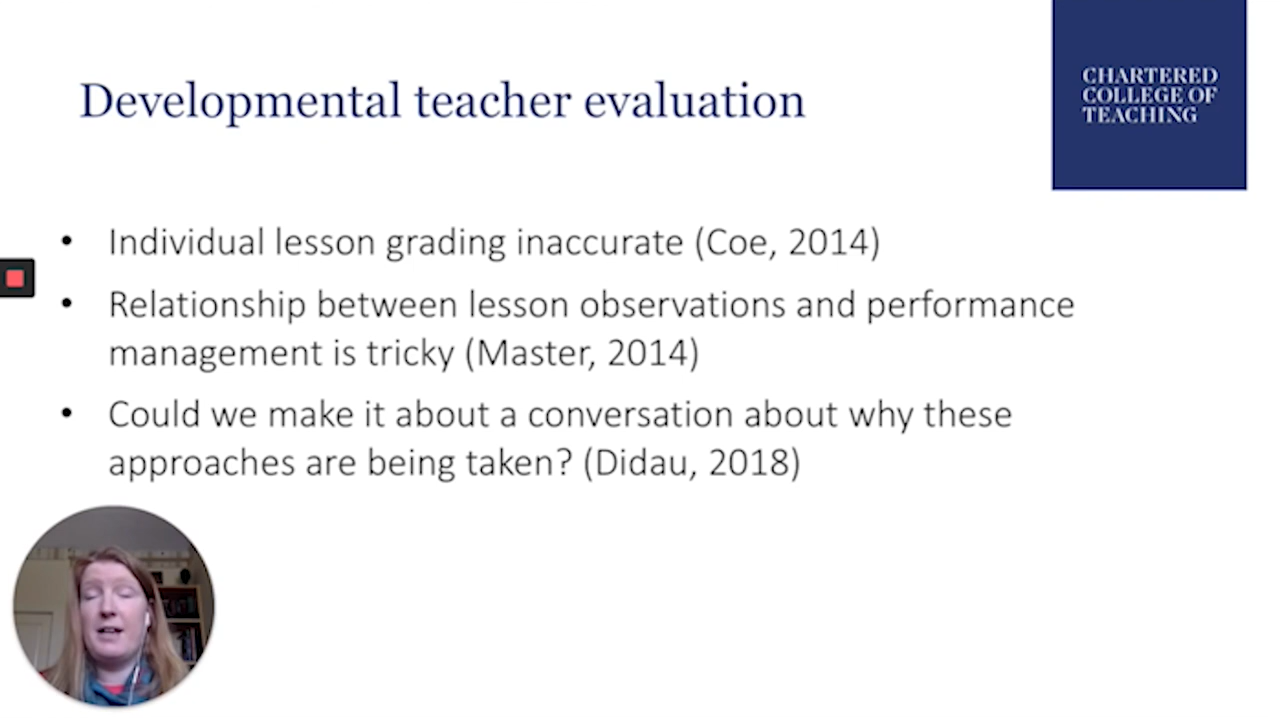 Developmental teacher evaluation
CHARTERED
COLLEGE OF
TEACHING
• Individual lesson grading inaccurate (Coe, 2014)
• Relationship between lesson observations and performance
management is tricky (Master, 2014)
• Could we make it about a conversation about why these
approaches are being taken? (Didau, 2018)